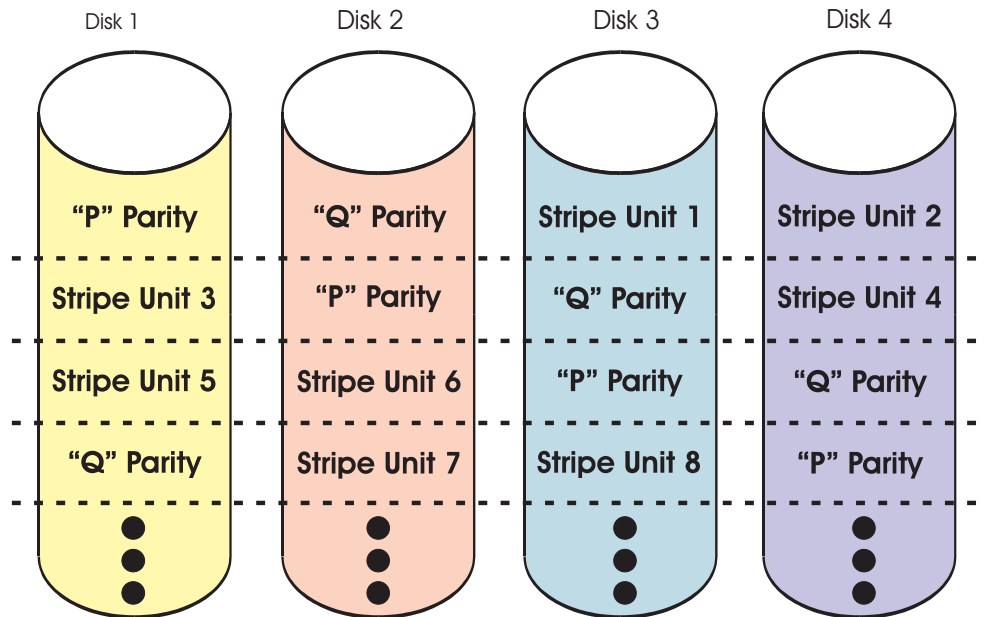 Disk 1 Disk 2 Disk 3 Disk 4
“P” Parity “Q” Parity Stripe Unit 1 Stripe Unit 2
Stripe Unit 3 “P” Parity “Q” Parity Stripe Unit 4
Stripe Unit 5 Stripe Unit 6 “P” Parity “Q” Parity
“Q” Parity Stripe Unit 7 Stripe Unit 8 “P” Parity